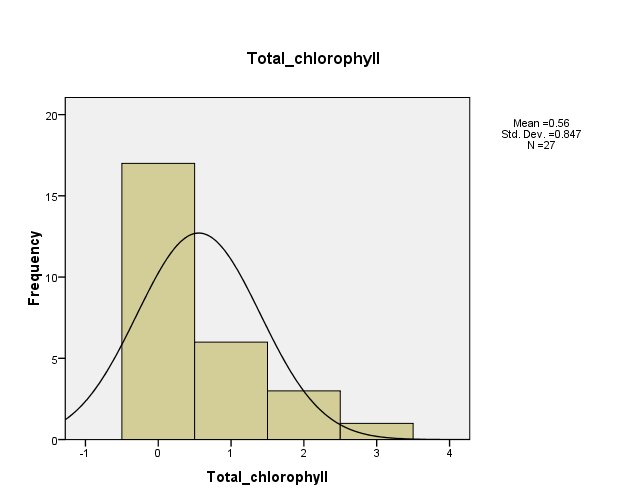 Total_chlorophyll
Mean =0.56
Std. Dev. =0.847
N =27
20
15
10
5
0
Frequency
-1 0 1 2 3 4
Total_chlorophyll